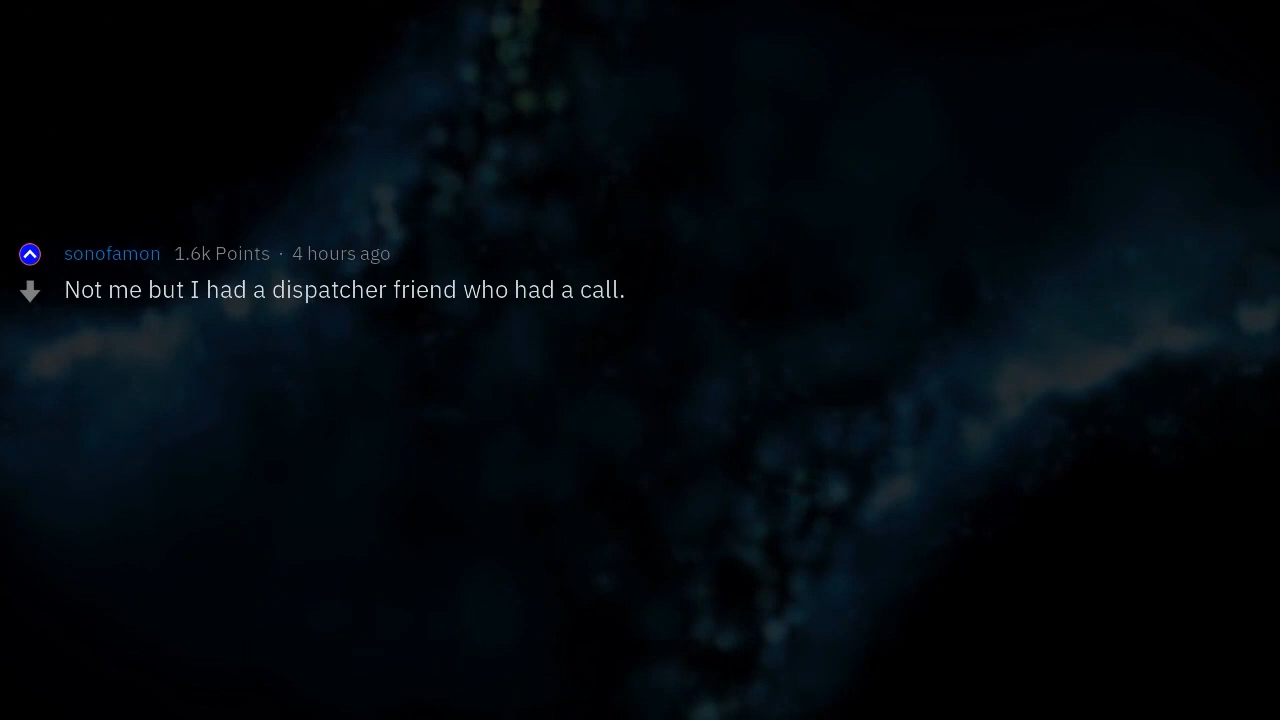 sonofamon 1.6k Points · 4 hours ago
Not me but I had a dispatcher friend who had a call.